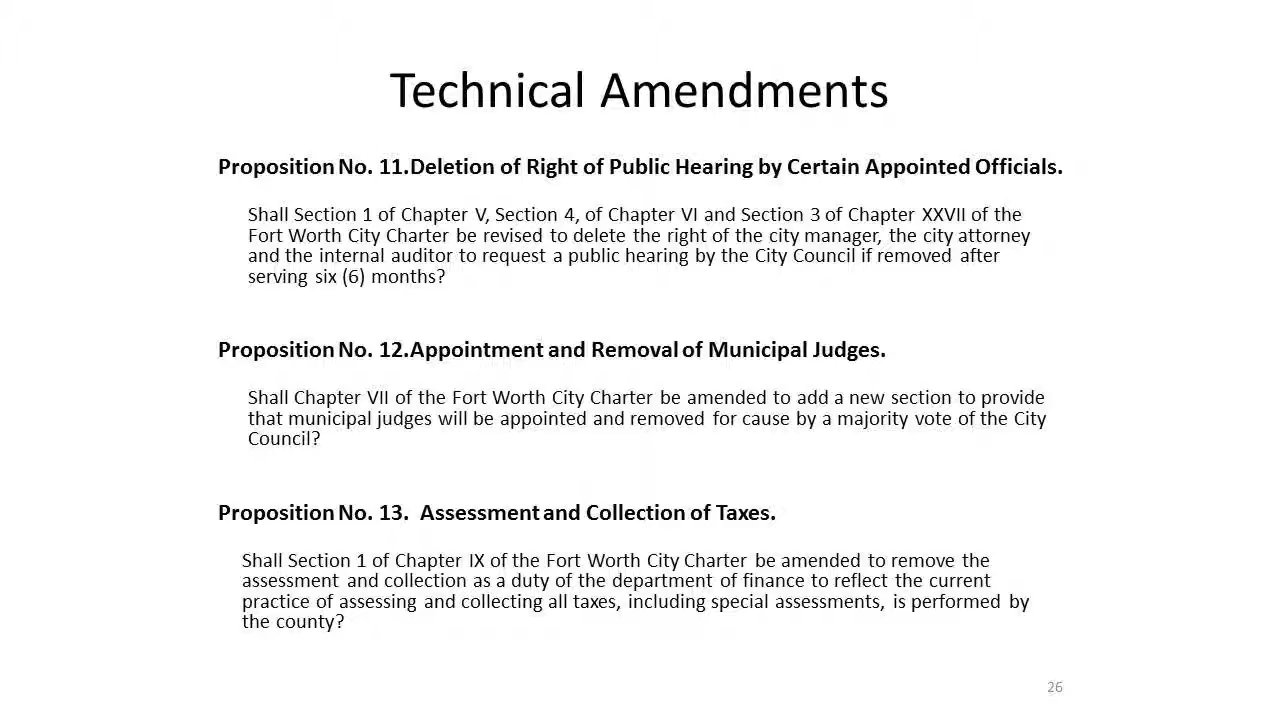 Technical Amendments
Proposition No. 11.Deletion of Right of Public Hearing by Certain Appointed Officials.
Shall Section 1 of Chapter V, Section 4, of Chapter VI and Section 3 of Chapter XXVII of the
Fort Worth City Charter be revised to delete the right of the city manager, the city attorney
and the internal auditor to request a public hearing by the City Council if removed after
serving six (6) months?
Proposition No. 12.Appointment and Removal of Municipal Judges.
Shall Chapter VII of the Fort Worth City Charter be amended to add a new section to provide
that municipal judges will be appointed and removed for cause by a majority vote of the City
Council?
Proposition No. 13. Assessment and Collection of Taxes.
Shall Section 1 of Chapter IX of the Fort Worth City Charter be amended to remove the
assessment and collection as a duty of the department of finance to reflect the current
practice of assessing and collecting all taxes, including special assessments, is performed by
the county?
26